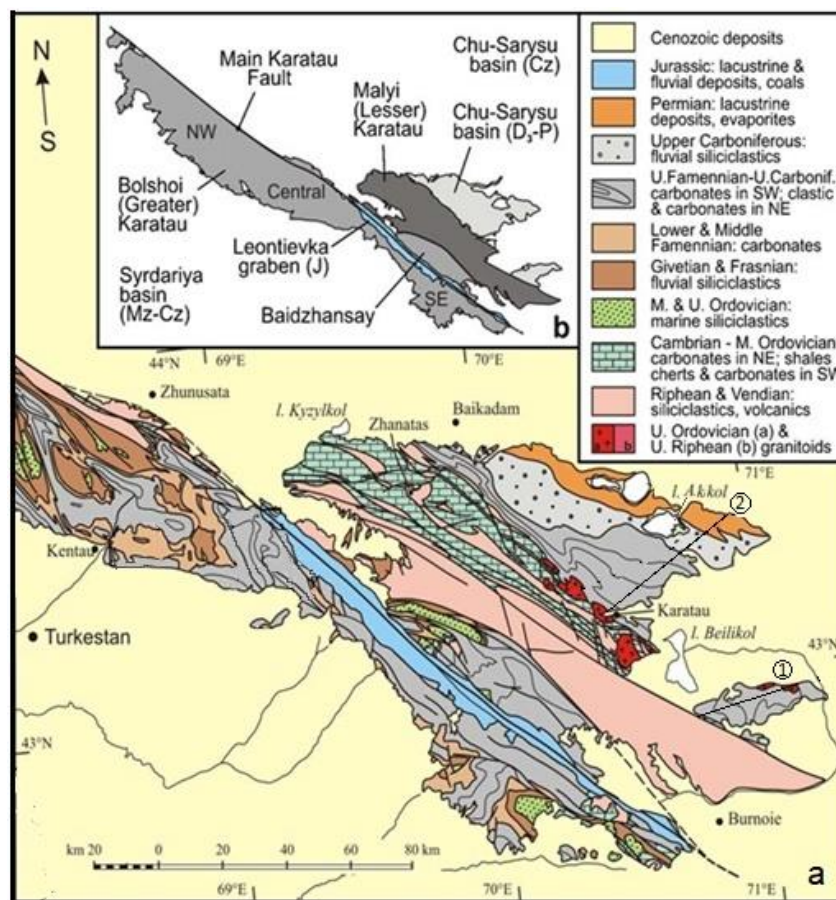 N
S
Main Karatau
Fault
Chu-Sarysu
basin (Cz)
Malyi
(Lesser)
Karatau
Chu-Sarysu
basin (D₃-P)
NW
Bolshoi
(Greater)
Karatau
Central
Leontievka
graben (J)
Syrdariya
basin
(Mz-Cz)
Baidzhansay
SE
b
Cenozoic deposits
Jurassic: lacustrine &
fluvial deposits, coals
Permian: lacustrine
deposits, evaporites
Upper Carboniferous:
fluvial siliciclastics
U.Famennian-U.Carbonif.
carbonates in SW; clastic
& carbonates in NE
Lower & Middle
Famennian: carbonates
Givetian & Frasnian:
fluvial siliciclastics
M. & U. Ordovician:
marine siliciclastics
Cambrian - M. Ordovician
carbonates in NE; shales
cherts & carbonates in SW
Riphean & Vendian:
siliciclastics, volcanics
b
U. Ordovician (a) &
U. Riphean (b) granitoids
44°N
69°E
70°E
71°E
Zhunusata
l. Kyzylkol
Zhanatas
Baikadam
l. Akkol
②
Kentau
Karatau
Turkestan
l. Beilikol
43°N
①
43°N
Burnoie
km 20 0 20 40 60 80 km
a
69°E
70°E
71°E